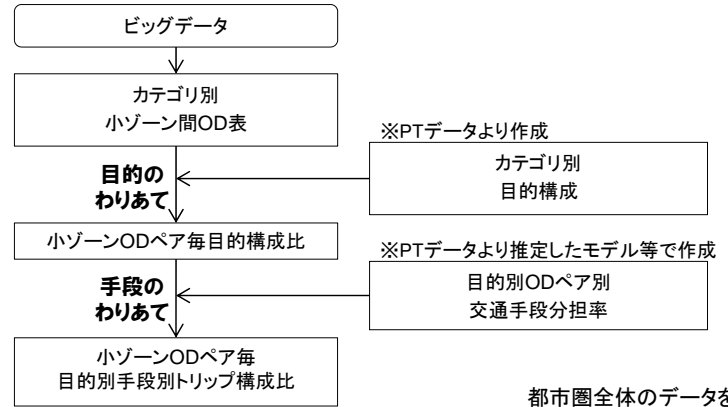 ビッグデータ
カテゴリ別
小ゾーン間OD表
※PTデータより作成
カテゴリ別
目的構成
目的の
わりあて
小ゾーンODペア毎目的構成比
※PTデータより推定したモデル等で作成
目的別ODペア別
交通手段分担率
手段の
わりあて
小ゾーンODペア毎
目的別手段別トリップ構成比
都市圏全体のデータを